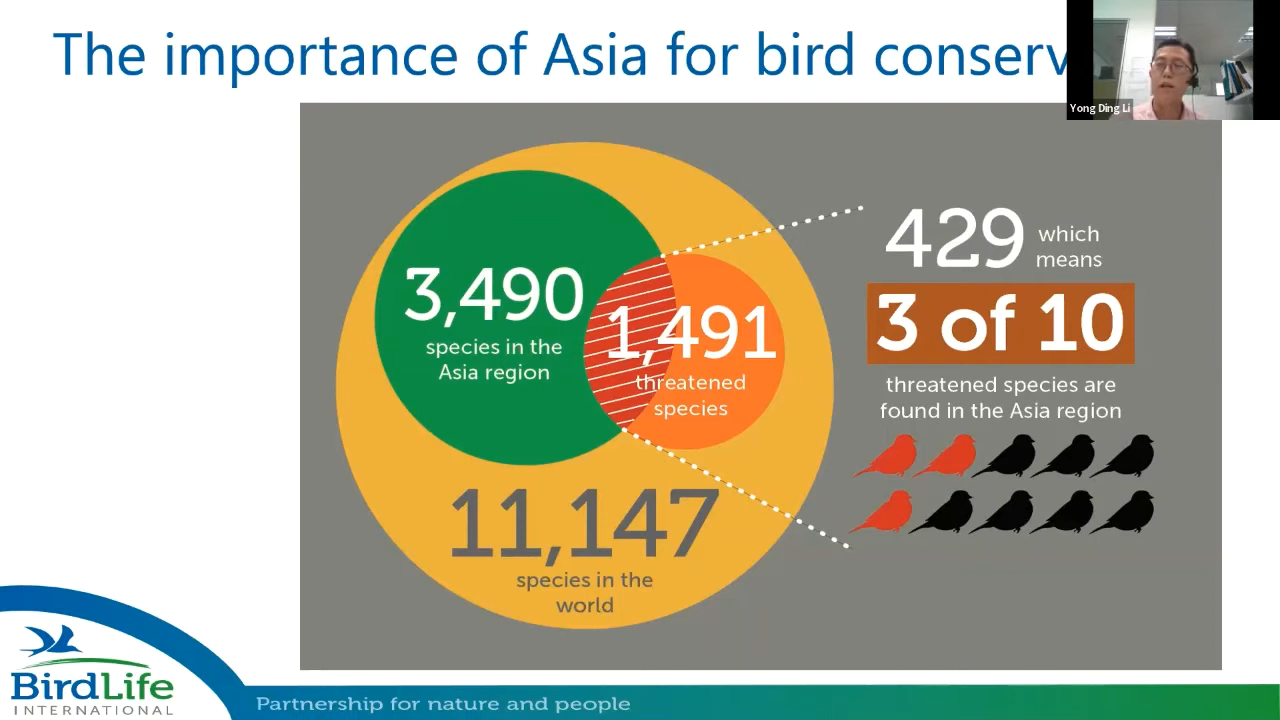 The importance of Asia for bird conserv
Yong Ding Li
3,490
species in the
Asia region
1,491
threatened
species
11,147
species in the
world
429 which
means
3 of 10
threatened species are
found in the Asia region
BirdLife
INTERNATIONAL
Partnership for nature and people